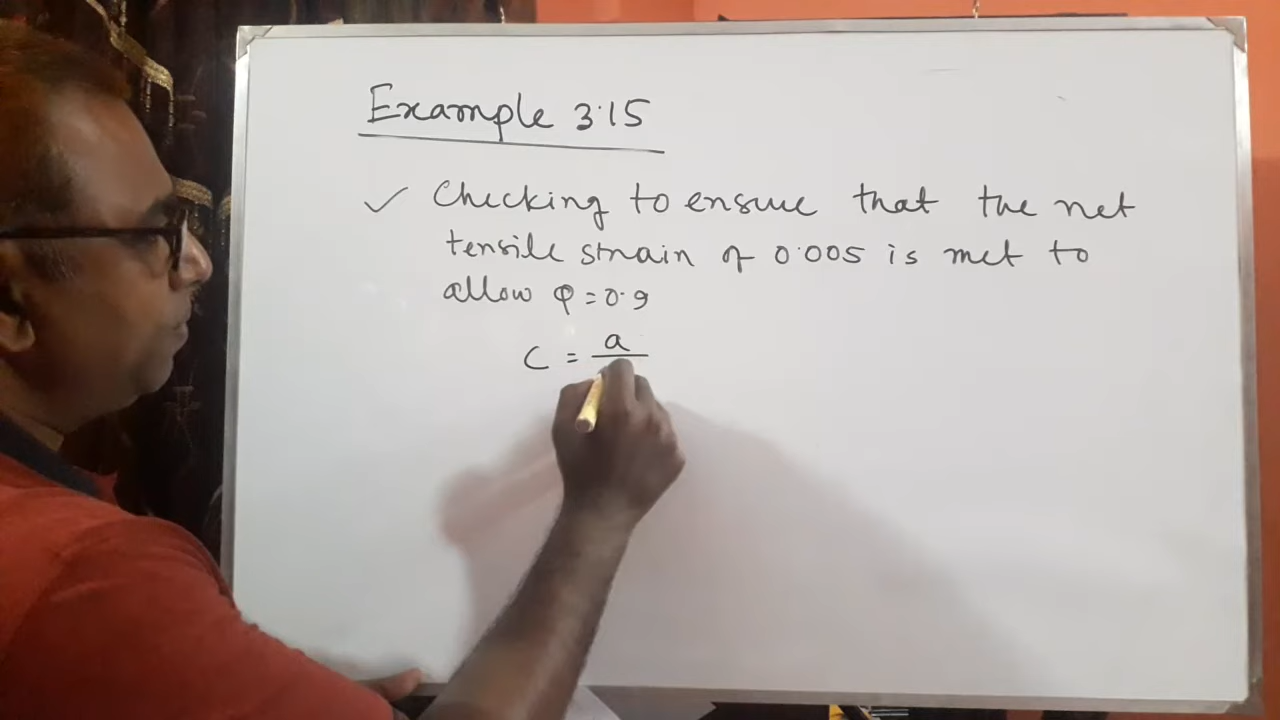 Example 3.15
✓ Checking to ensure that the net
tensile strain of 0.005 is met to
allow φ = 0.9
c = a